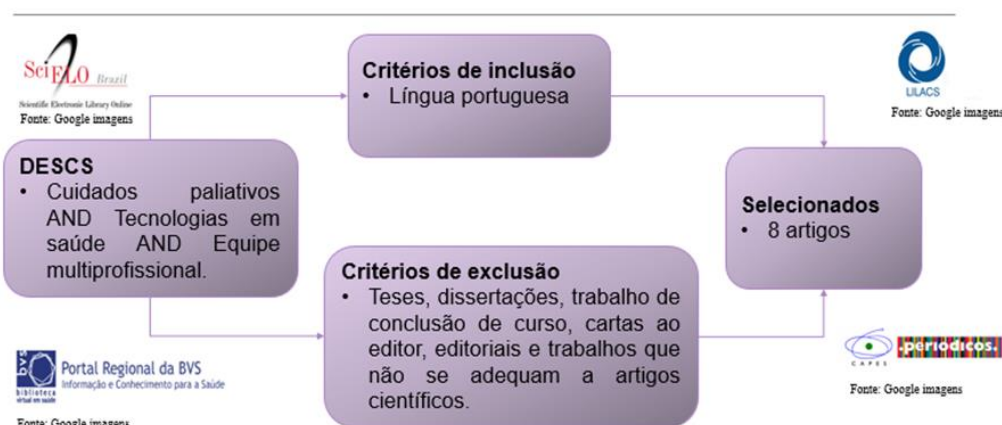 SciELO Brazil
Scientific Electronic Library Online
Fonte: Google imagens
Critérios de inclusão
• Língua portuguesa
LILACS
Fonte: Google imagens
DESCS
• Cuidados paliativos
AND Tecnologias em
saúde AND Equipe
multiprofissional.
Selecionados
• 8 artigos
Critérios de exclusão
• Teses, dissertações, trabalho de
conclusão de curso, cartas ao
editor, editoriais e trabalhos que
não se adequam a artigos
científicos.
bvs
biblioteca
virtual em saúde
Portal Regional da BVS
Informação e Conhecimento para a Saúde
Fonte: Google imagens
CAPES
.periodicos.
Fonte: Google imagens